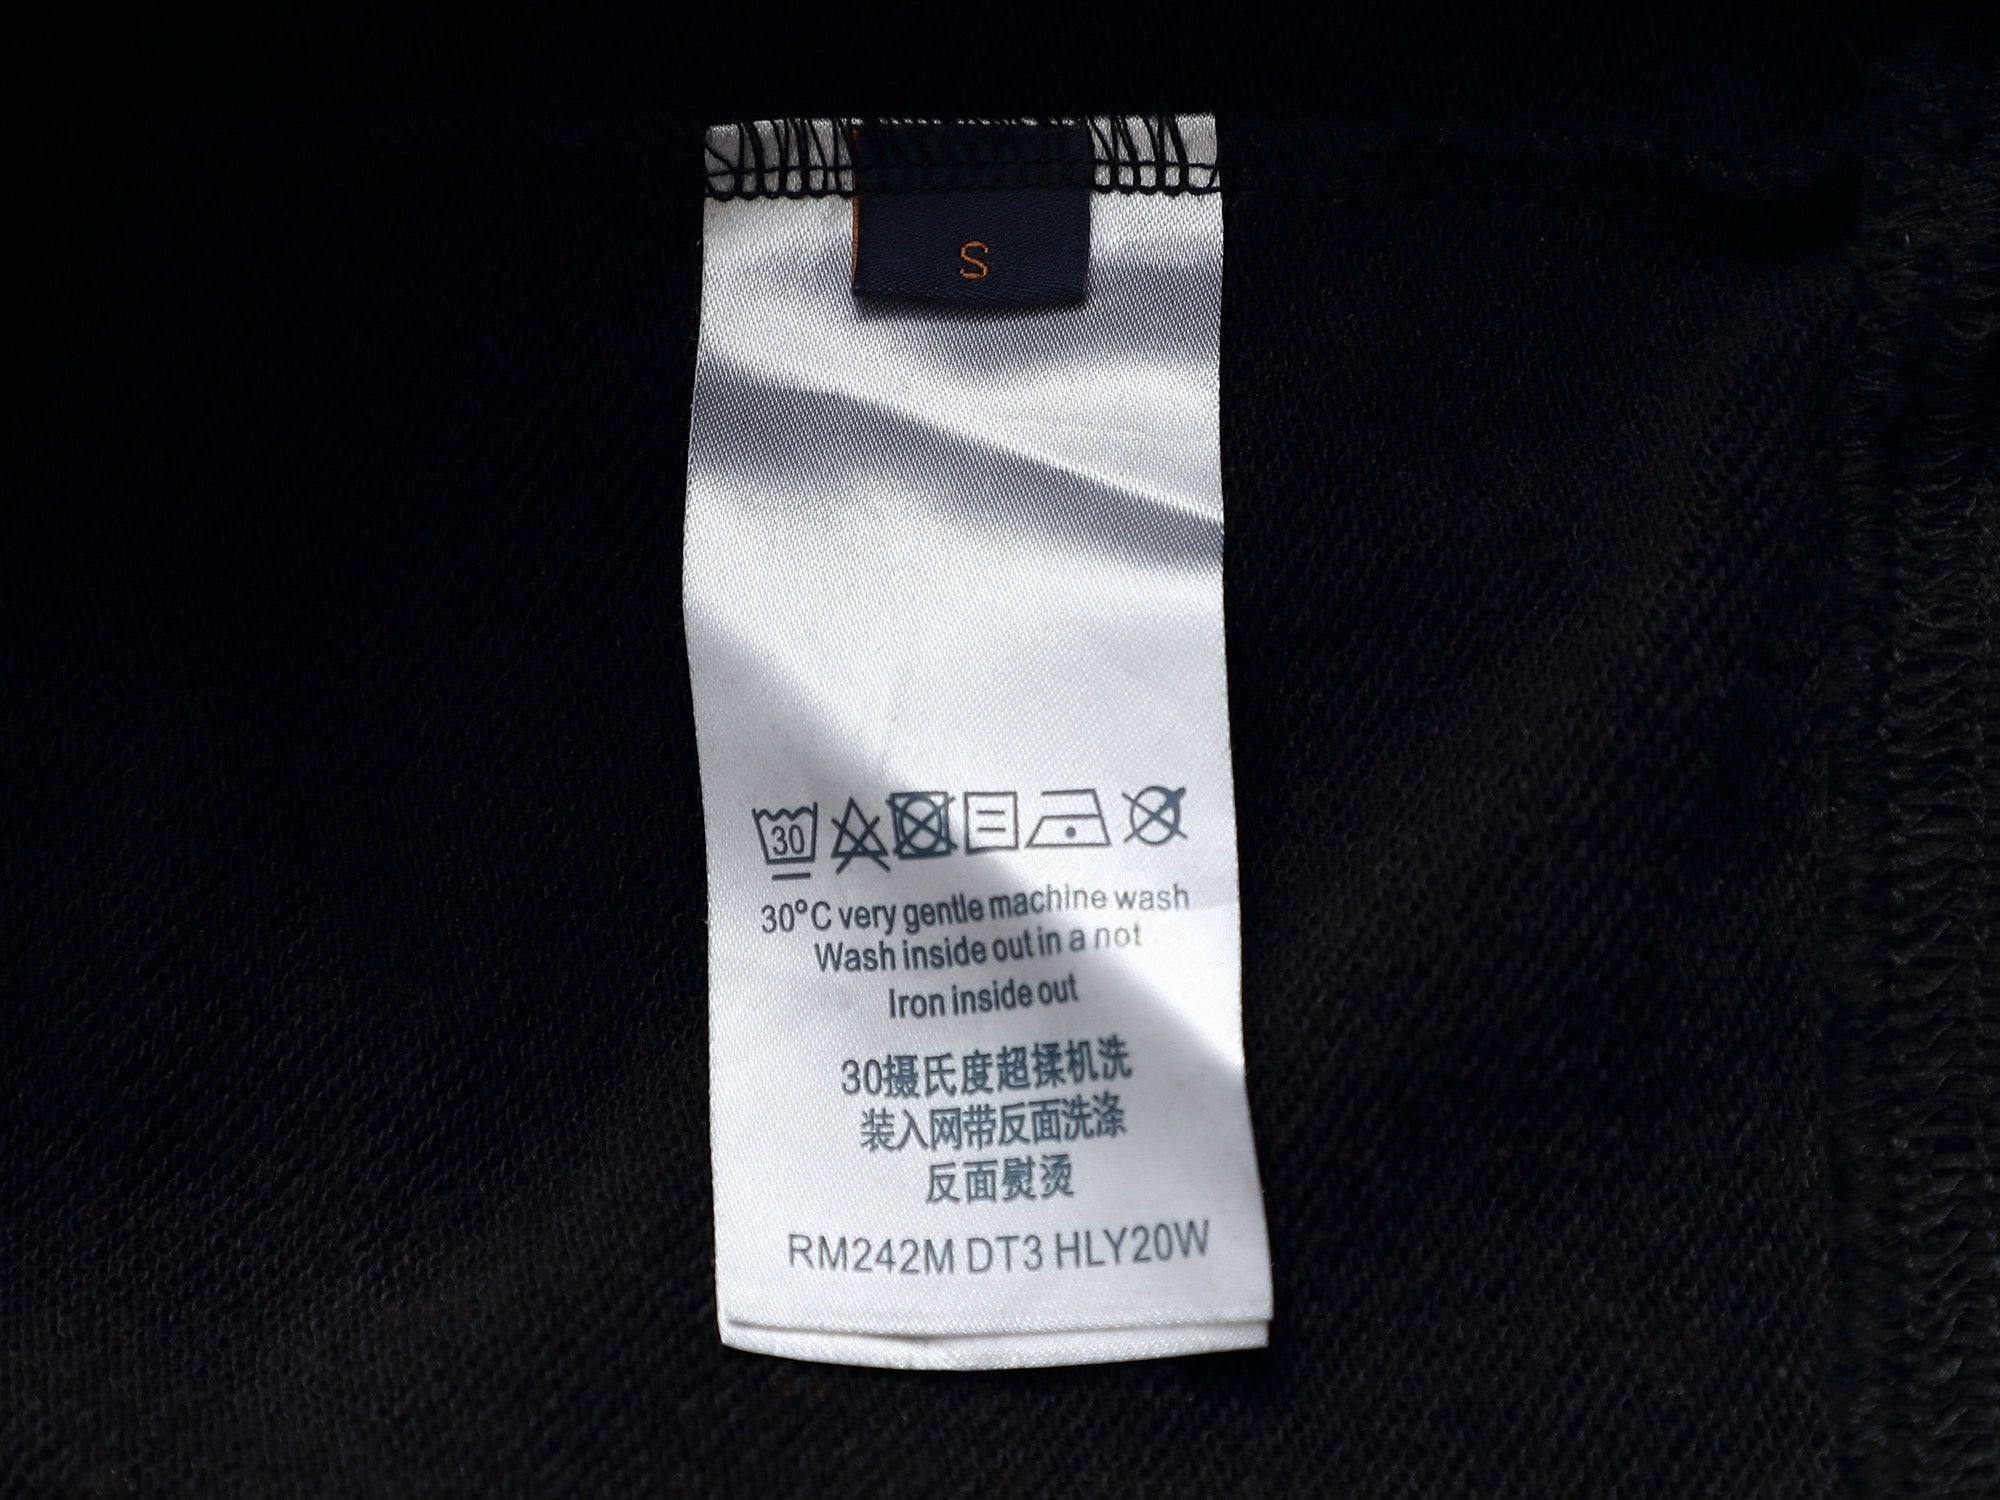 S
30
30°C very gentle machine wash
Wash inside out in a not
Iron inside out
30摄氏度超揉机洗
装入网带反面洗涤
反面熨烫
RM242M DT3 HLY20W